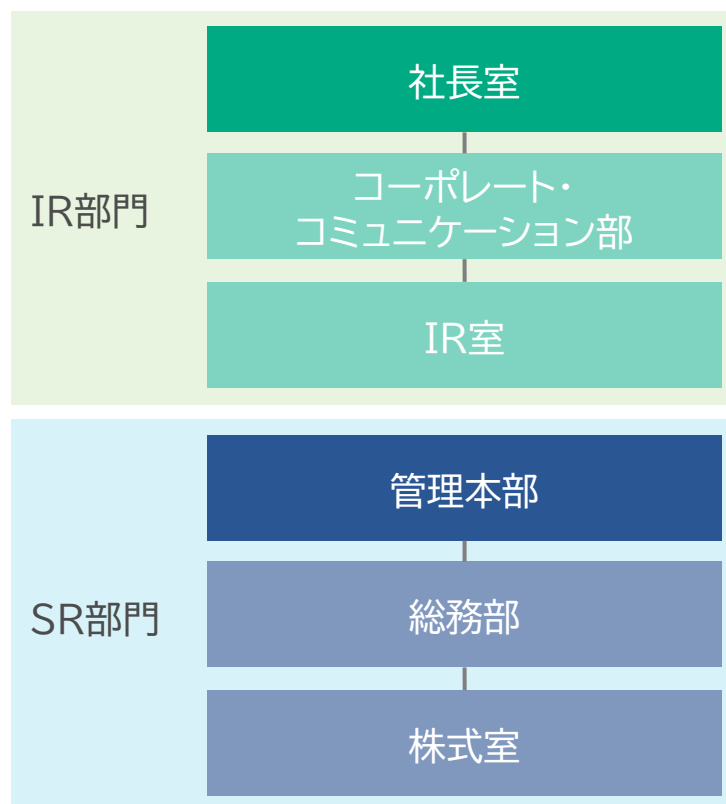 IR部門
社長室
コーポレート・
コミュニケーション部
IR室
SR部門
管理本部
総務部
株式室